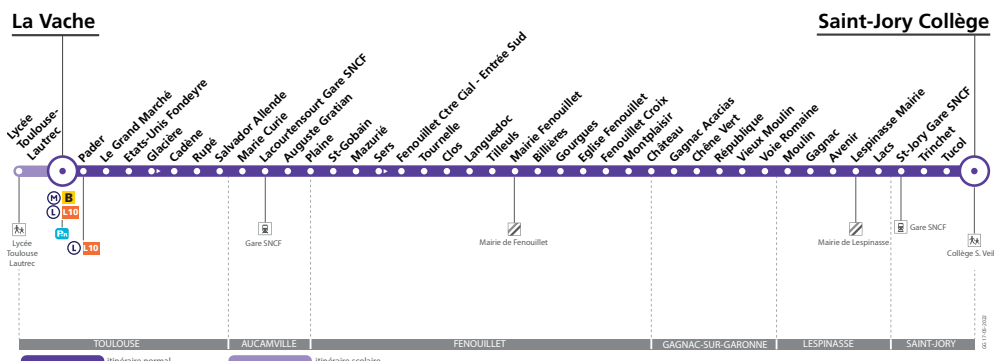 La Vache
Saint-Jory Collège
Lycée
Toulouse-
Lautrec
Pader
Le Grand Marché
Etats-Unis Fondeyre
Glacière
Cadène
Rupé
Salvador Allende
Marie Curie
Lacourtensourt Gare SNCF
Auguste Gratian
Plaine
St-Gobain
Mazurié
Sers
Fenouillet Ctre Cial - Entrée Sud
Tournelle
Clos
Languedoc
Tilleuls
Mairie Fenouillet
Billières
Gourgues
Eglise Fenouillet
Fenouillet Croix
Montplaisir
Château
Gagnac Acacias
Chêne Vert
République
Vieux Moulin
Voie Romaine
Moulin
Gagnac
Avenir
Lespinasse Mairie
Lacs
St-Jory Gare SNCF
Trinchet
Tucol
M B
L L10
L L10
Lycée
Toulouse
Lautrec
Gare SNCF
Mairie de Fenouillet
Mairie de Lespinasse
Gare SNCF
Collège S. Veil
TOULOUSE
AUCAMVILLE
FENOUILLET
GAGNAC-SUR-GARONNE
LESPINASSE
SAINT-JORY
itinéraire normal
itinéraire scolaire